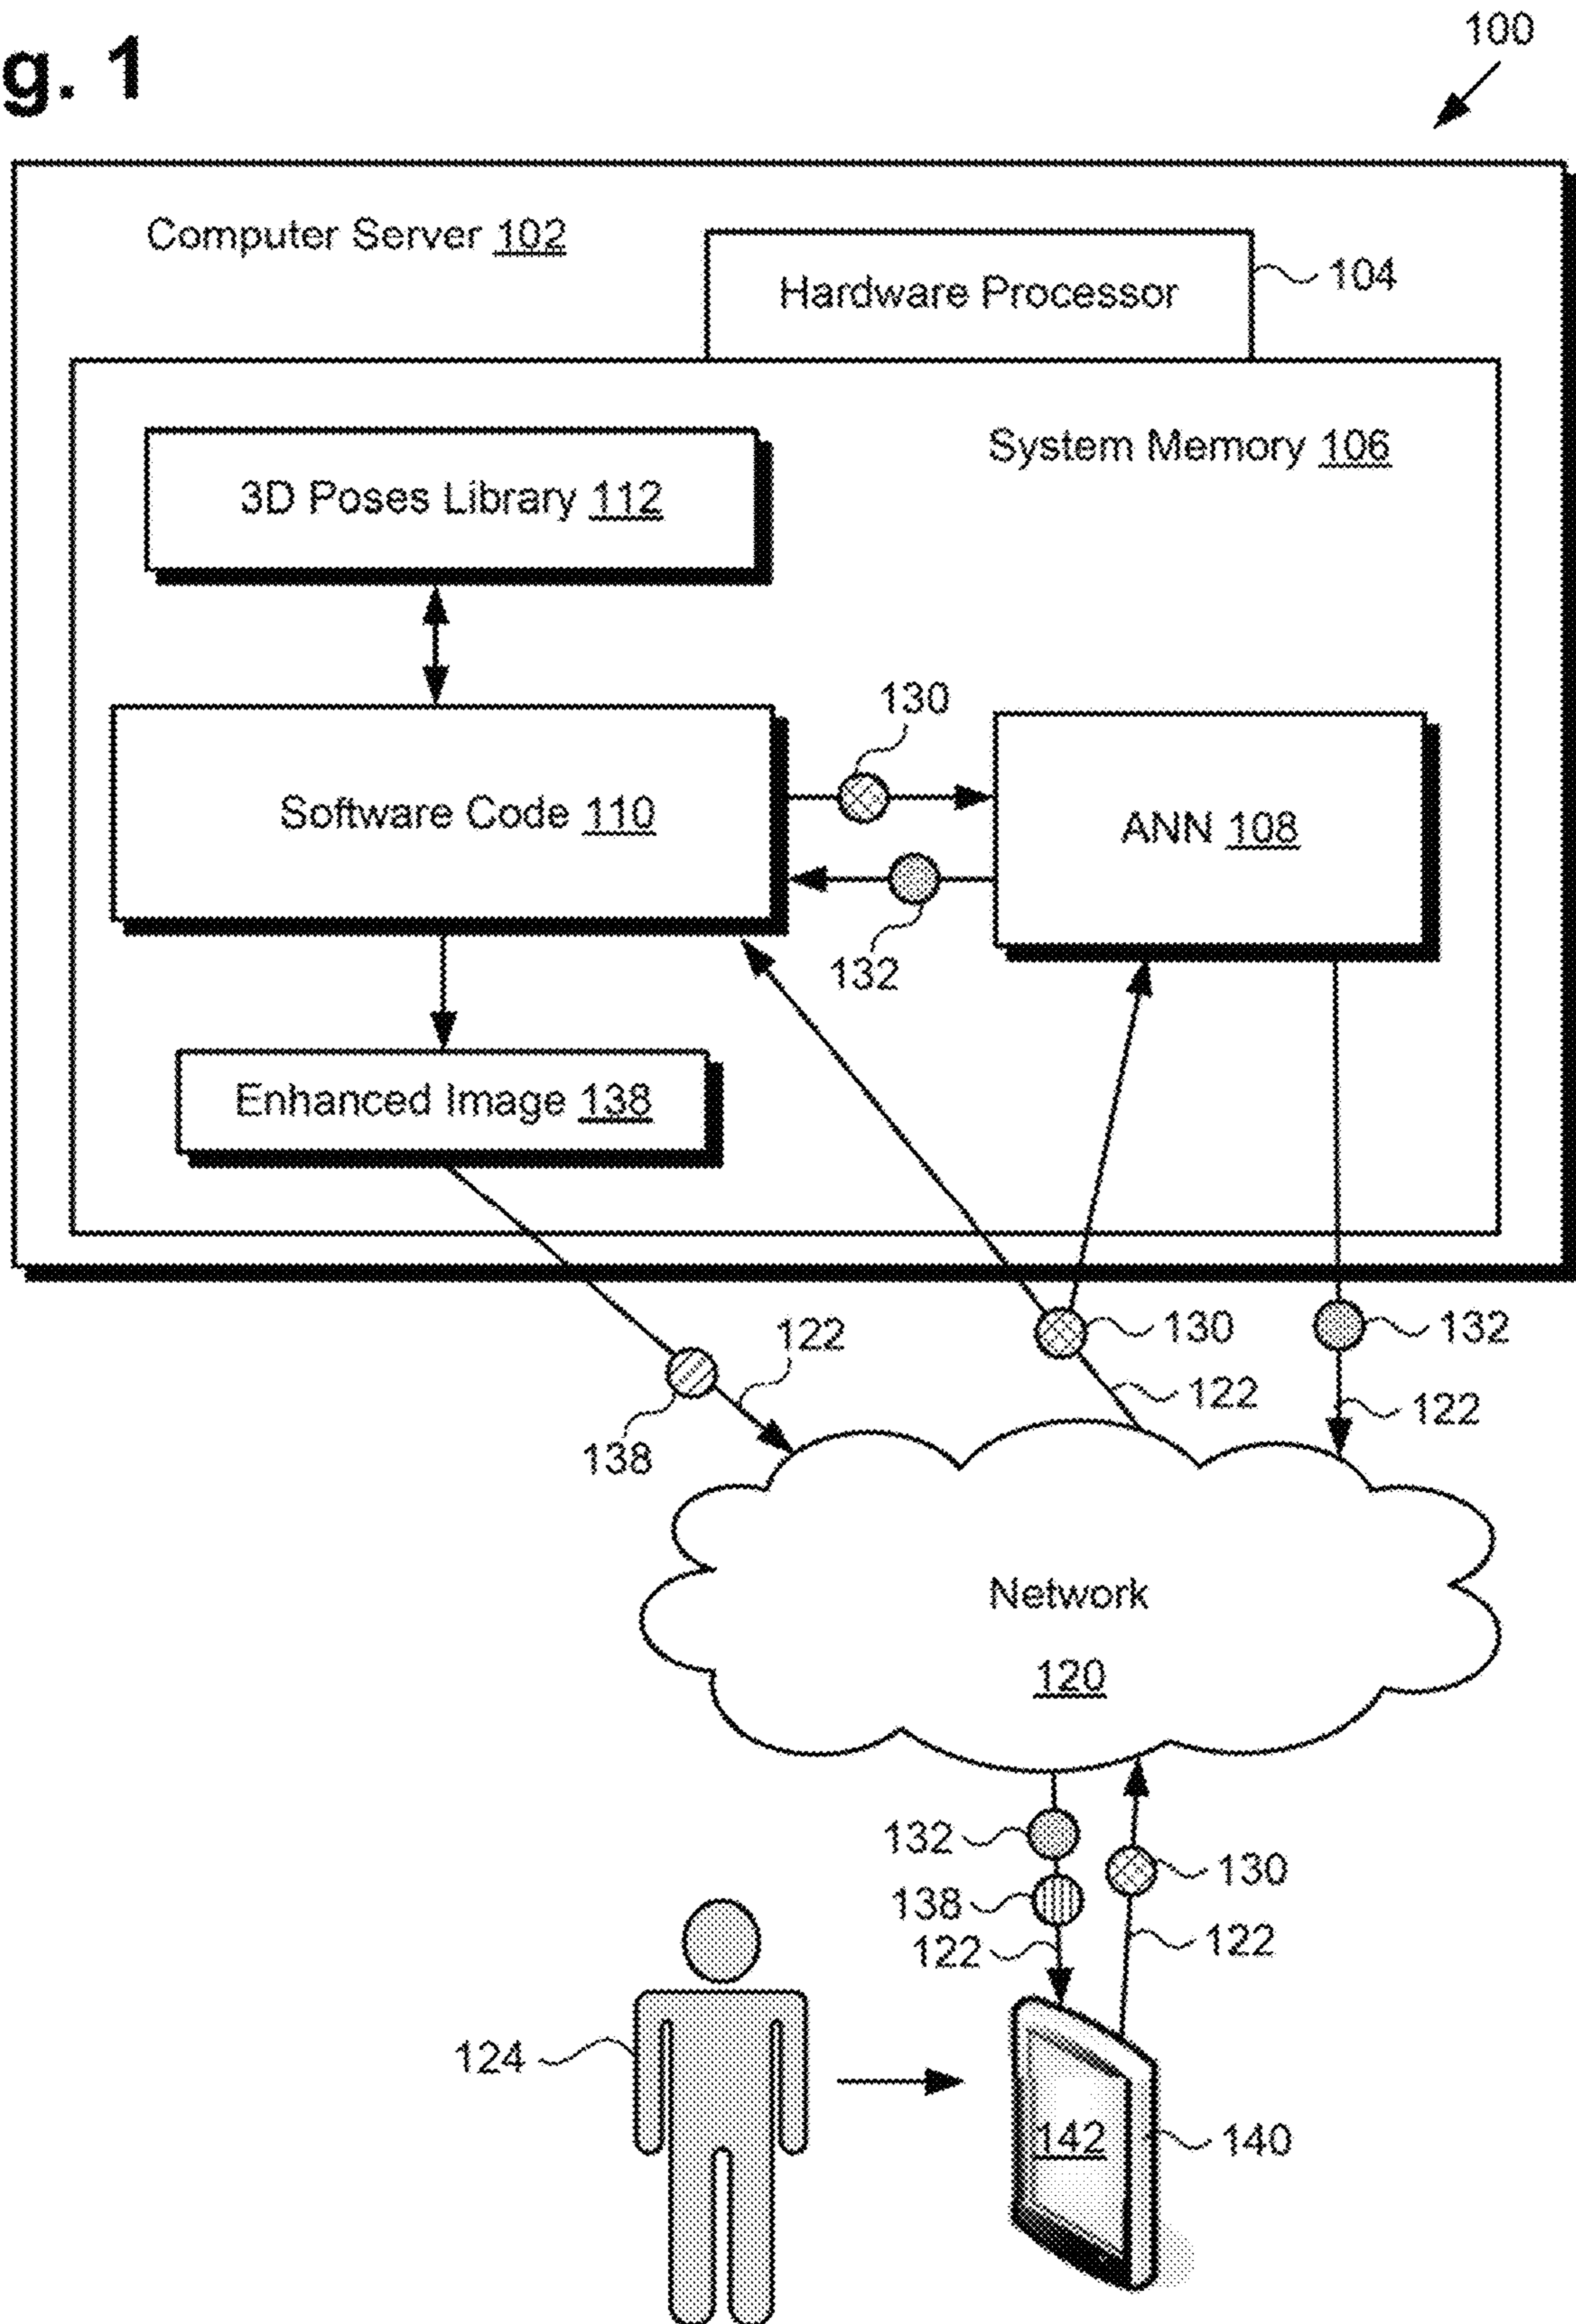 g. 1
100
Computer Server 102
Hardware Processor
104
System Memory 106
3D Poses Library 112
130
Software Code 110
ANN 108
132
Enhanced Image 138
122
130
132
122
122
138
Network
120
132
130
138
122
122
124
142
140